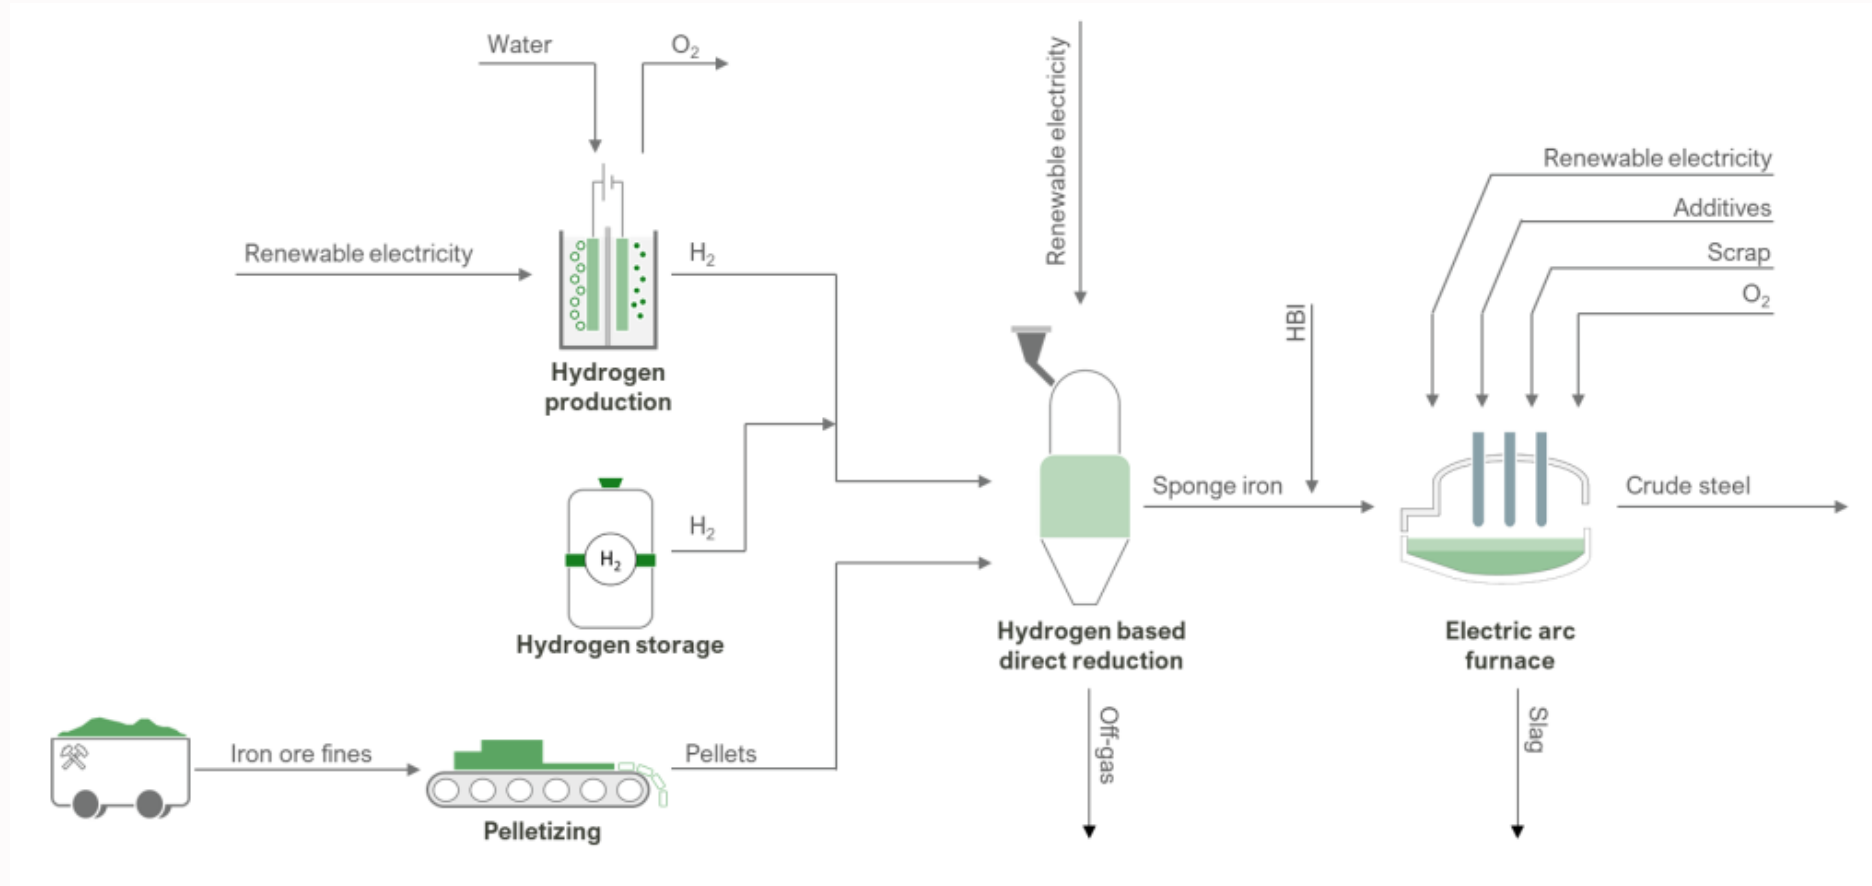 Water
O₂
Renewable electricity
Renewable electricity
Additives
Scrap
O₂
Renewable electricity
H₂
HBI
Hydrogen
production
Sponge iron
Crude steel
H₂
H₂
Hydrogen storage
Hydrogen based
direct reduction
Electric arc
furnace
Off-gas
Slag
Iron ore fines
Pellets
Pelletizing